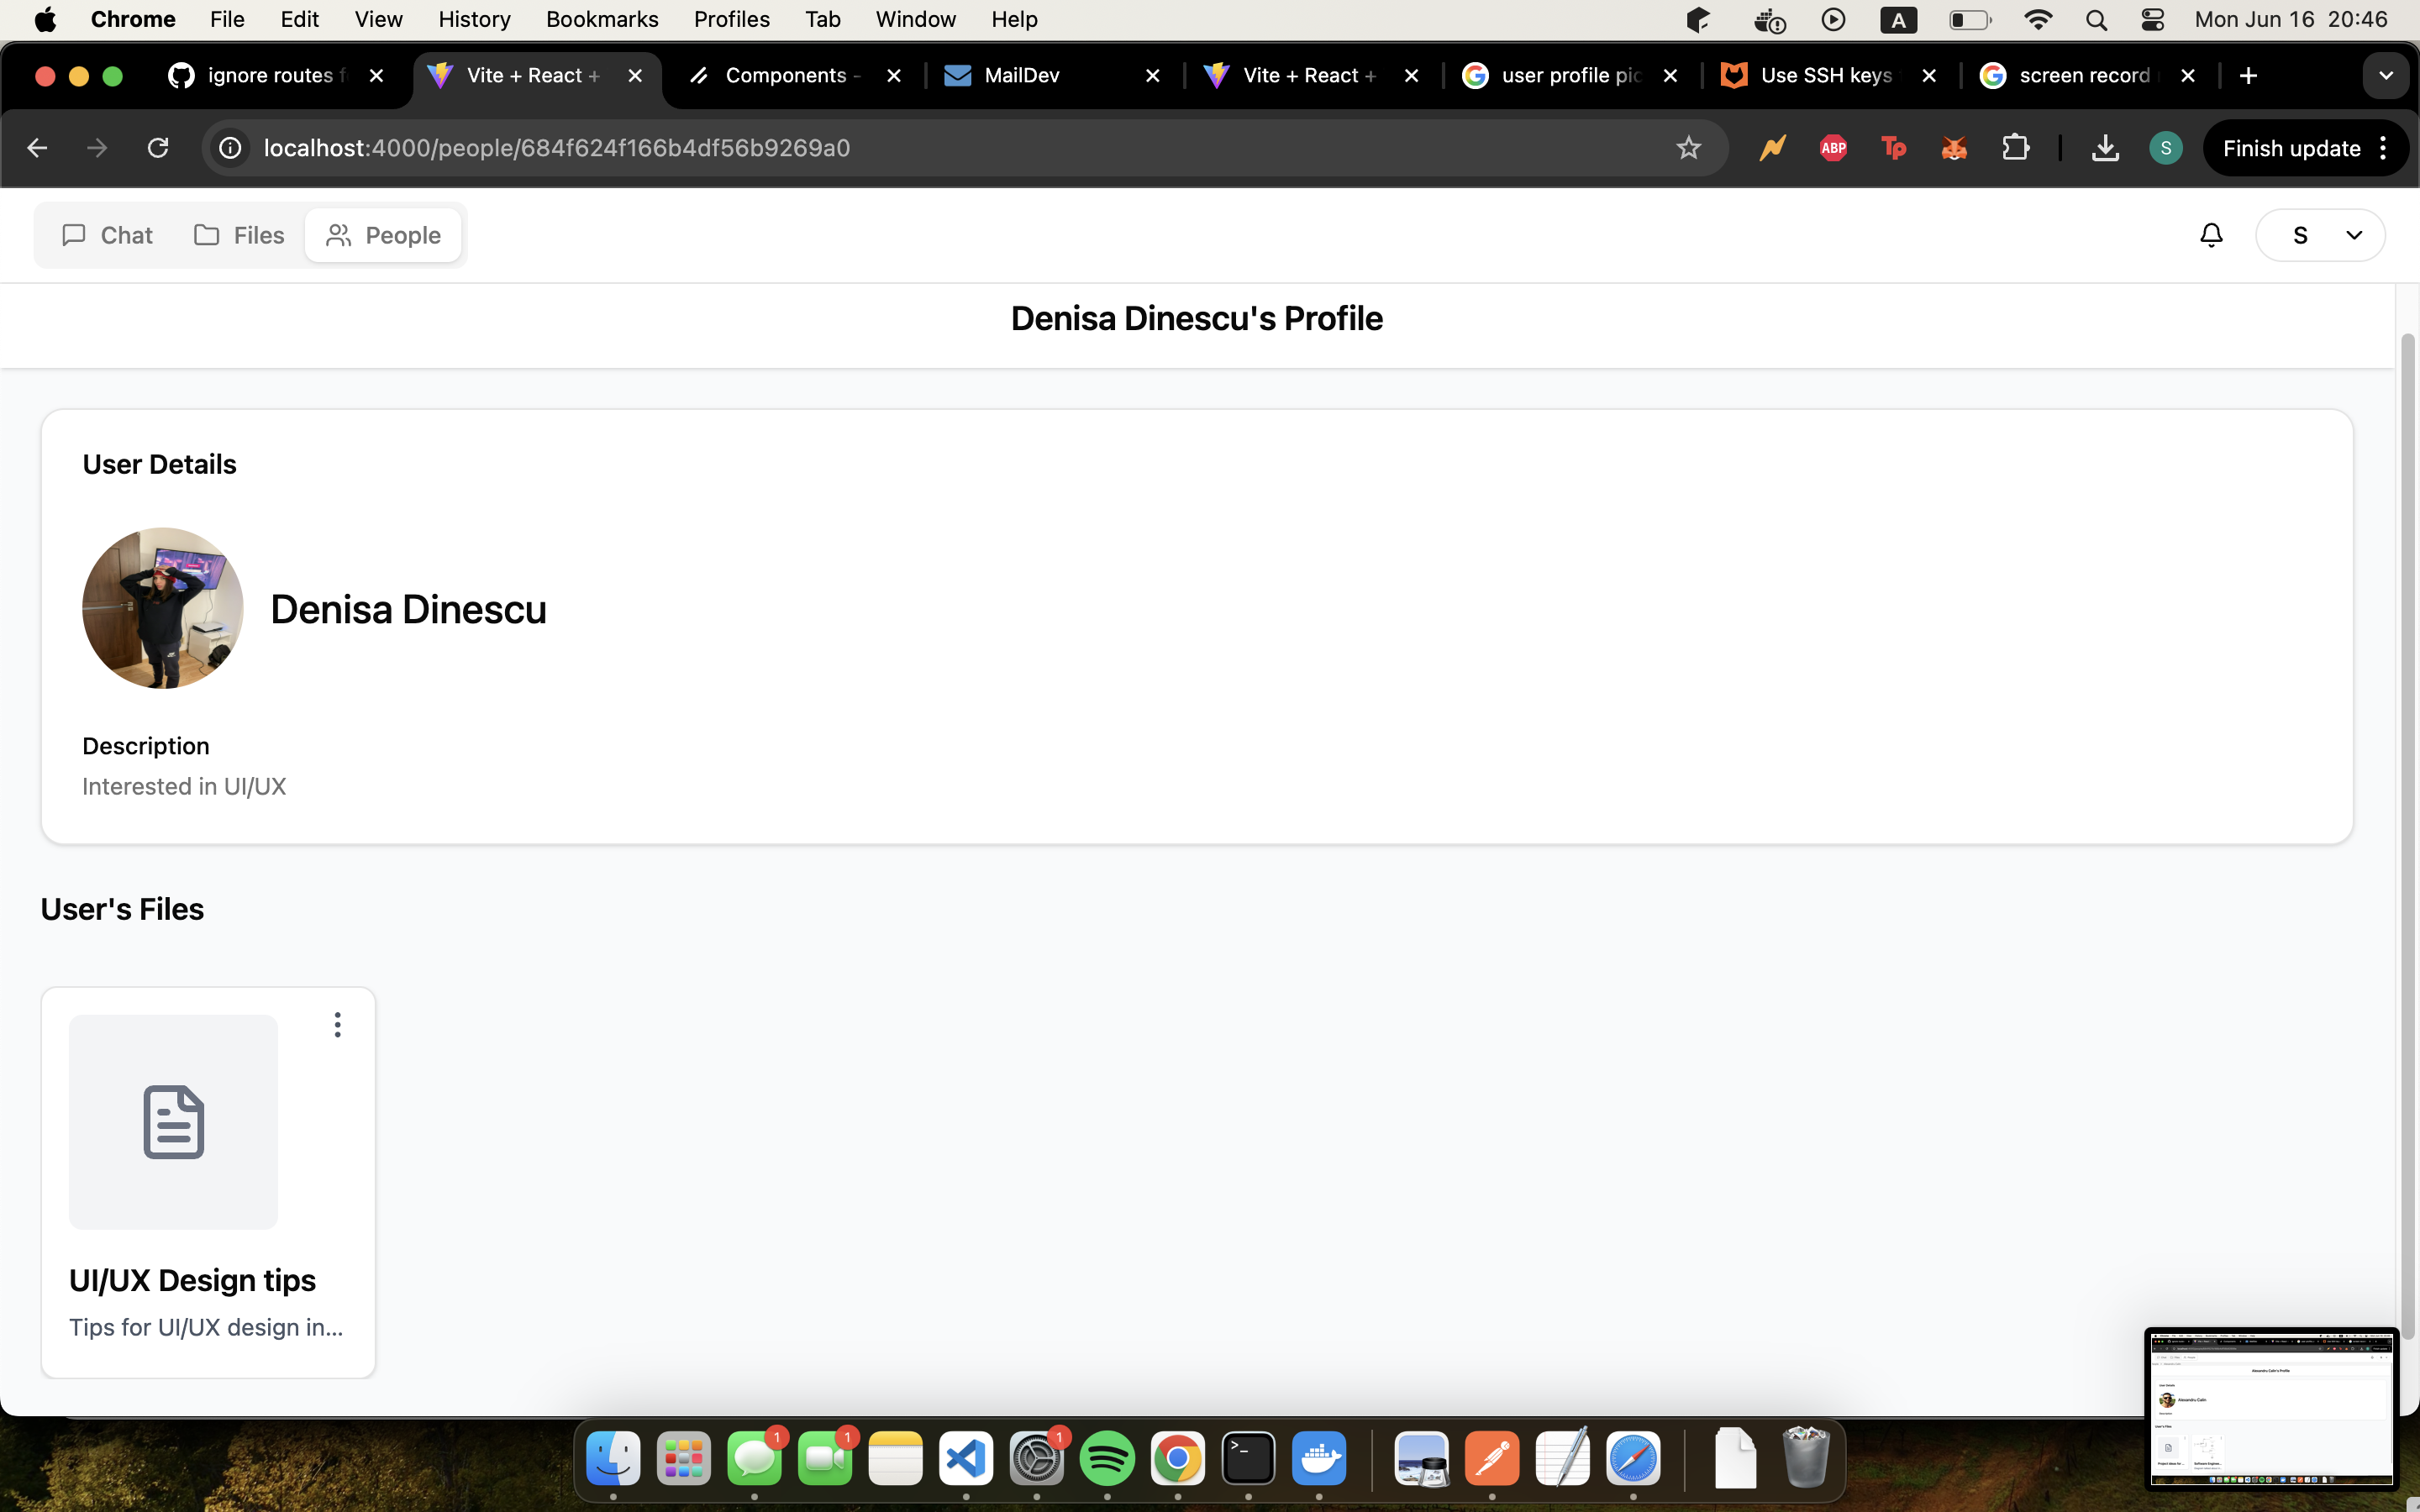 Chrome File Edit View History Bookmarks Profiles Tab Window Help A Mon Jun 16 20:46
ignore routes f Vite + React + Components - MailDev Vite + React + user profile pic Use SSH keys screen record
localhost:4000/people/684f624f166b4df56b9269a0 ABP Tp S Finish update
Chat Files People S
Denisa Dinescu's Profile
User Details
Denisa Dinescu
Description
Interested in UI/UX
User's Files
UI/UX Design tips
Tips for UI/UX design in...
1 1 1